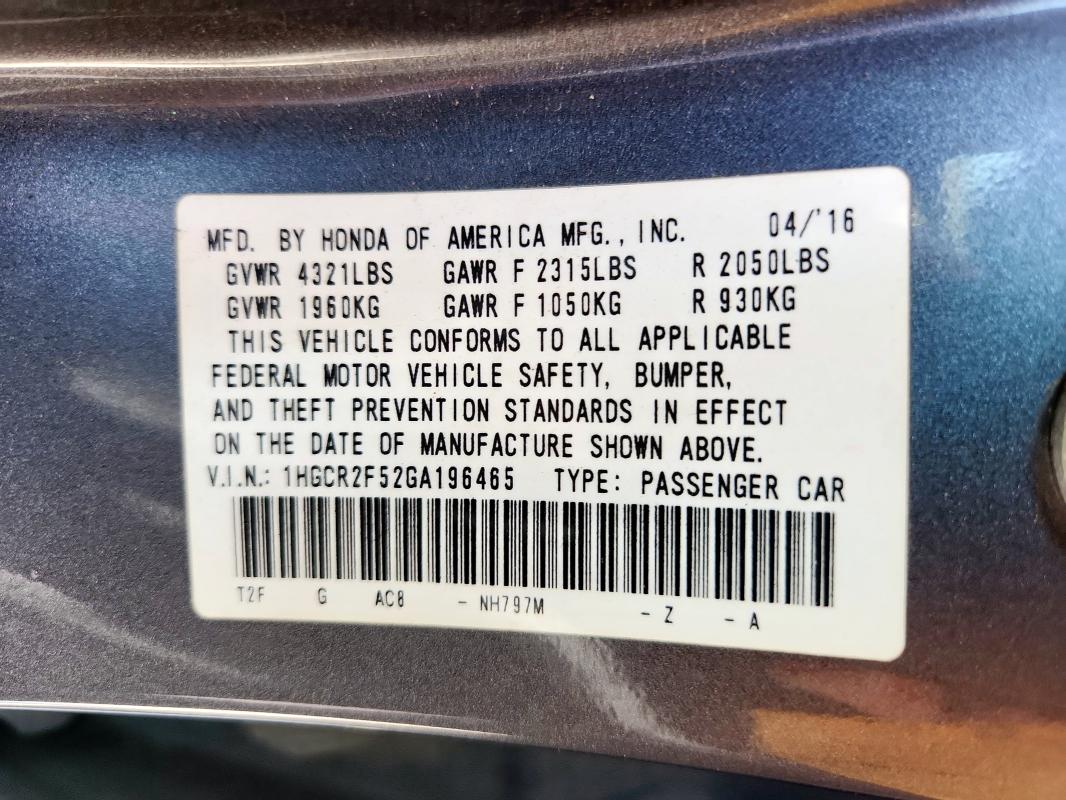 MFD. BY HONDA OF AMERICA MFG., INC. 04/'16
GVWR 4321LBS GAWR F 2315LBS R 2050LBS
GVWR 1960KG GAWR F 1050KG R 930KG
THIS VEHICLE CONFORMS TO ALL APPLICABLE
FEDERAL MOTOR VEHICLE SAFETY, BUMPER,
AND THEFT PREVENTION STANDARDS IN EFFECT
ON THE DATE OF MANUFACTURE SHOWN ABOVE.
V.I.N.: 1HGCR2F52GA196465 TYPE: PASSENGER CAR
T2F G AC8 - NH797M - Z - A